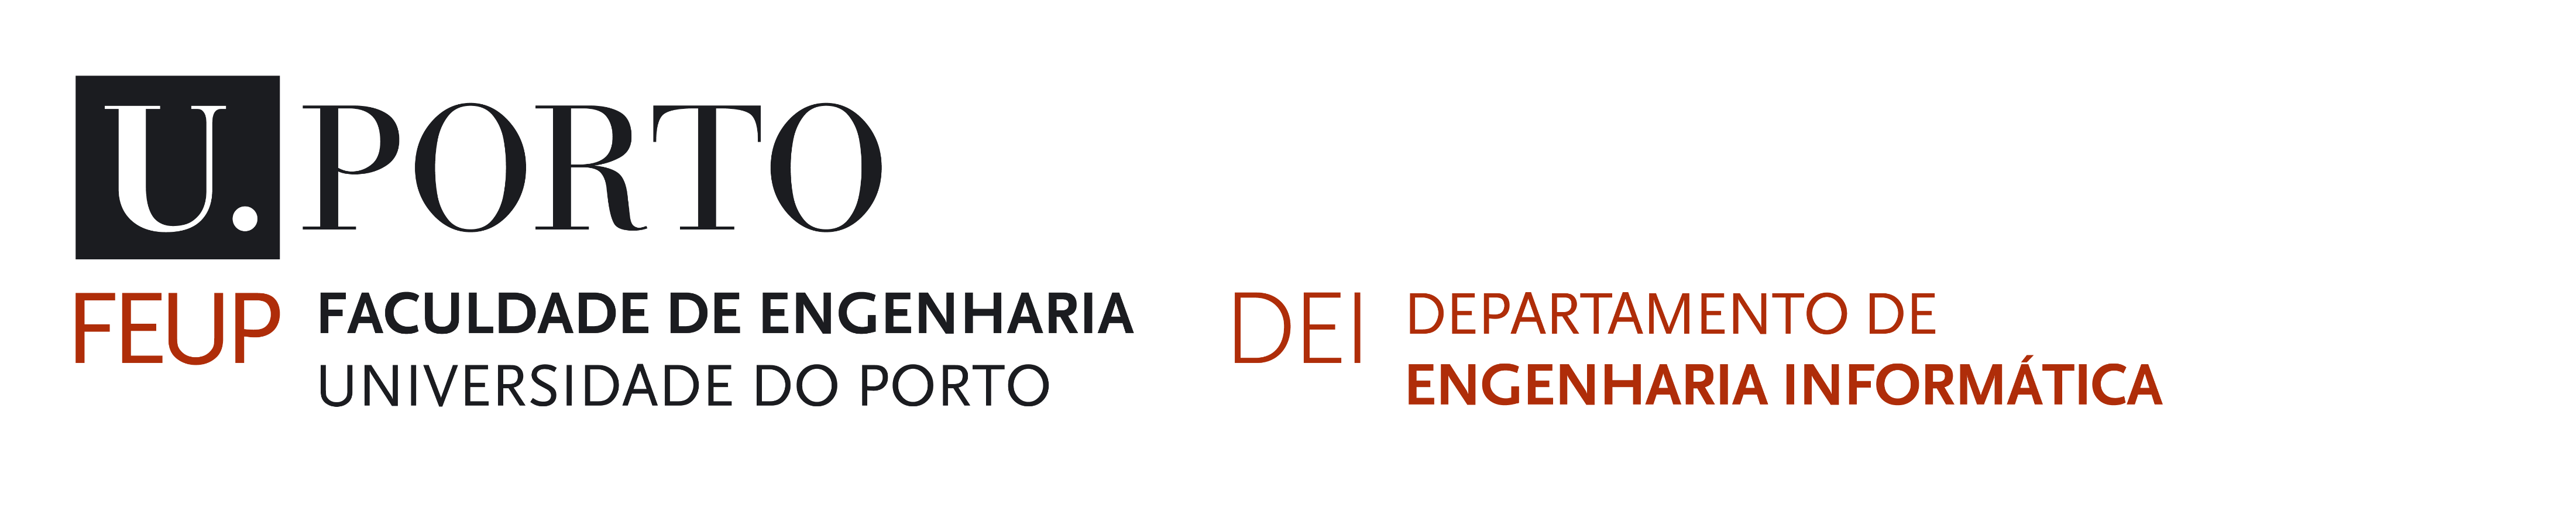 U. PORTO
FEUP FACULDADE DE ENGENHARIA
UNIVERSIDADE DO PORTO
DEI DEPARTAMENTO DE
ENGENHARIA INFORMÁTICA